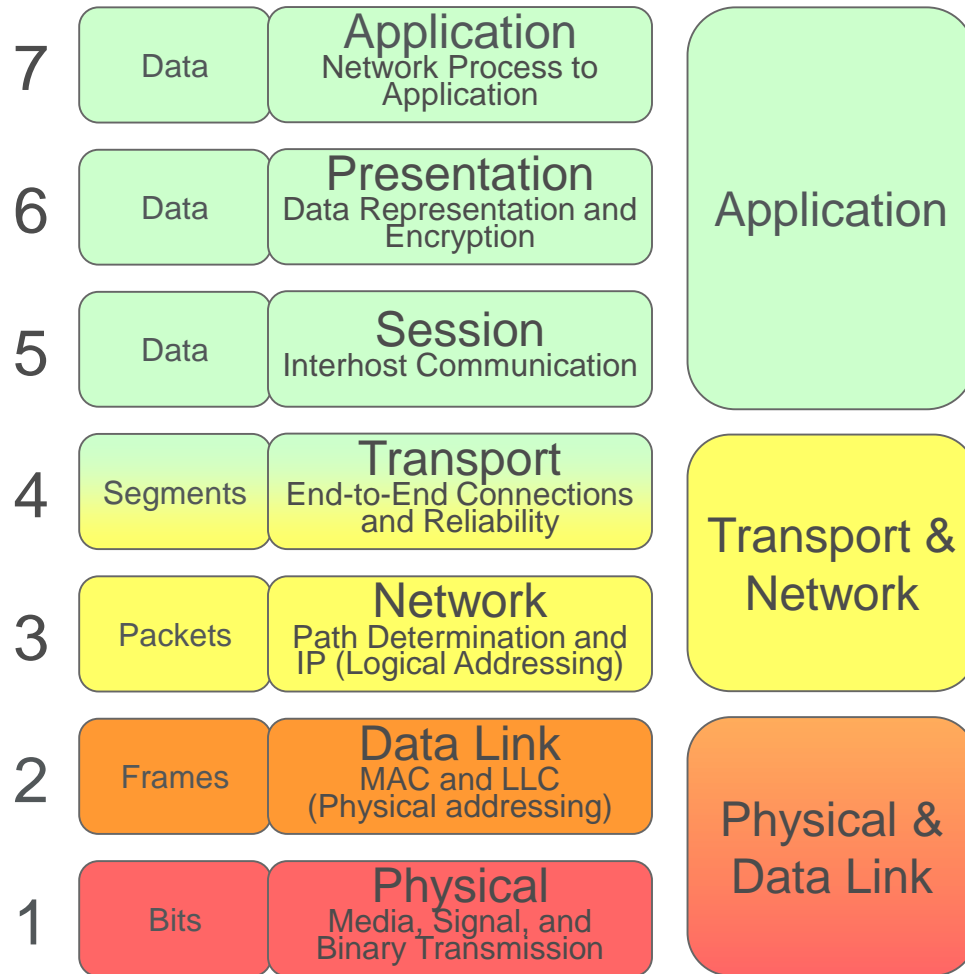 7
Data
Application
Network Process to
Application
6
Data
Presentation
Data Representation and
Encryption
5
Data
Session
Interhost Communication
Application
4
Segments
Transport
End-to-End Connections
and Reliability
3
Packets
Network
Path Determination and
IP (Logical Addressing)
Transport &
Network
2
Frames
Data Link
MAC and LLC
(Physical addressing)
1
Bits
Physical
Media, Signal, and
Binary Transmission
Physical &
Data Link